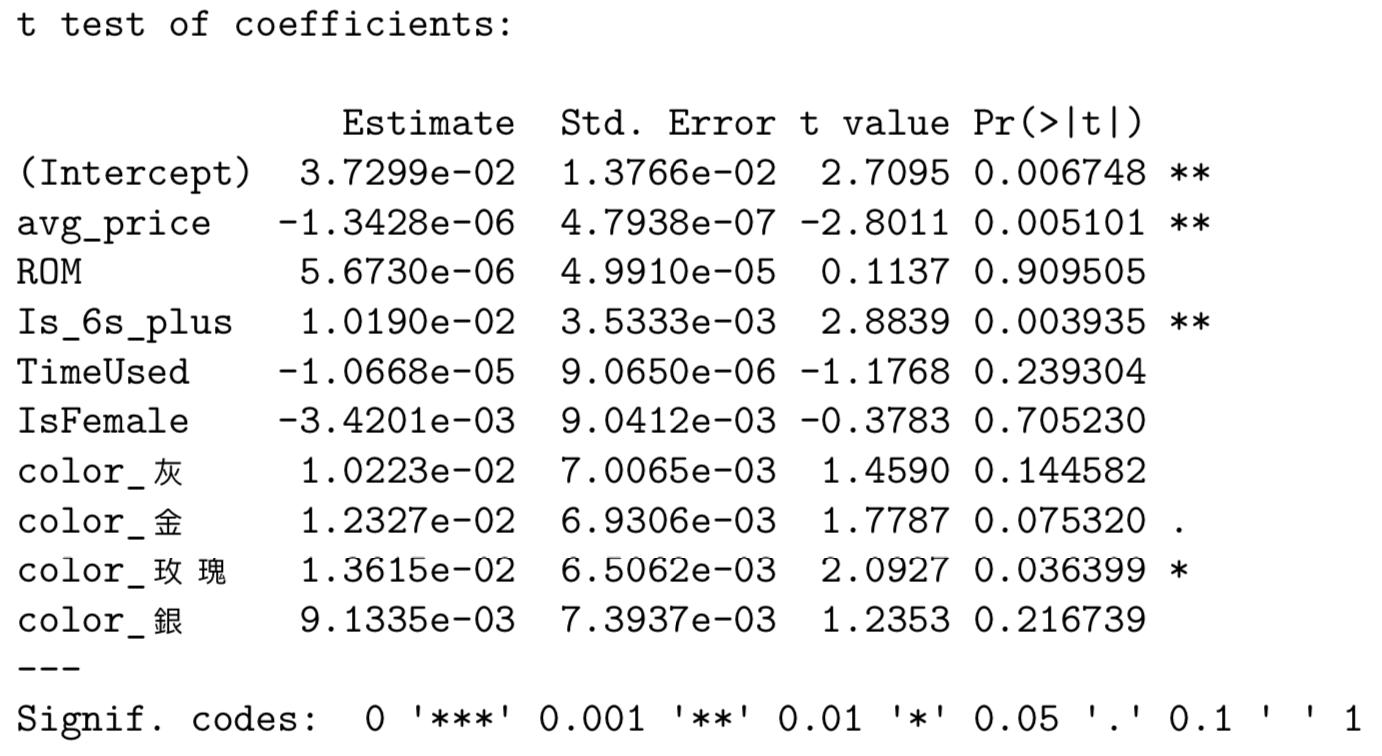 t test of coefficients:
Estimate Std. Error t value Pr(>|t|)
(Intercept) 3.7299e-02 1.3766e-02 2.7095 0.006748 **
avg_price -1.3428e-06 4.7938e-07 -2.8011 0.005101 **
ROM 5.6730e-06 4.9910e-05 0.1137 0.909505
Is_6s_plus 1.0190e-02 3.5333e-03 2.8839 0.003935 **
TimeUsed -1.0668e-05 9.0650e-06 -1.1768 0.239304
IsFemale -3.4201e-03 9.0412e-03 -0.3783 0.705230
color_灰 1.0223e-02 7.0065e-03 1.4590 0.144582
color_金 1.2327e-02 6.9306e-03 1.7787 0.075320 .
color_玫瑰 1.3615e-02 6.5062e-03 2.0927 0.036399 *
color_銀 9.1335e-03 7.3937e-03 1.2353 0.216739
---
Signif. codes: 0 '***' 0.001 '**' 0.01 '*' 0.05 '.' 0.1 ' ' 1